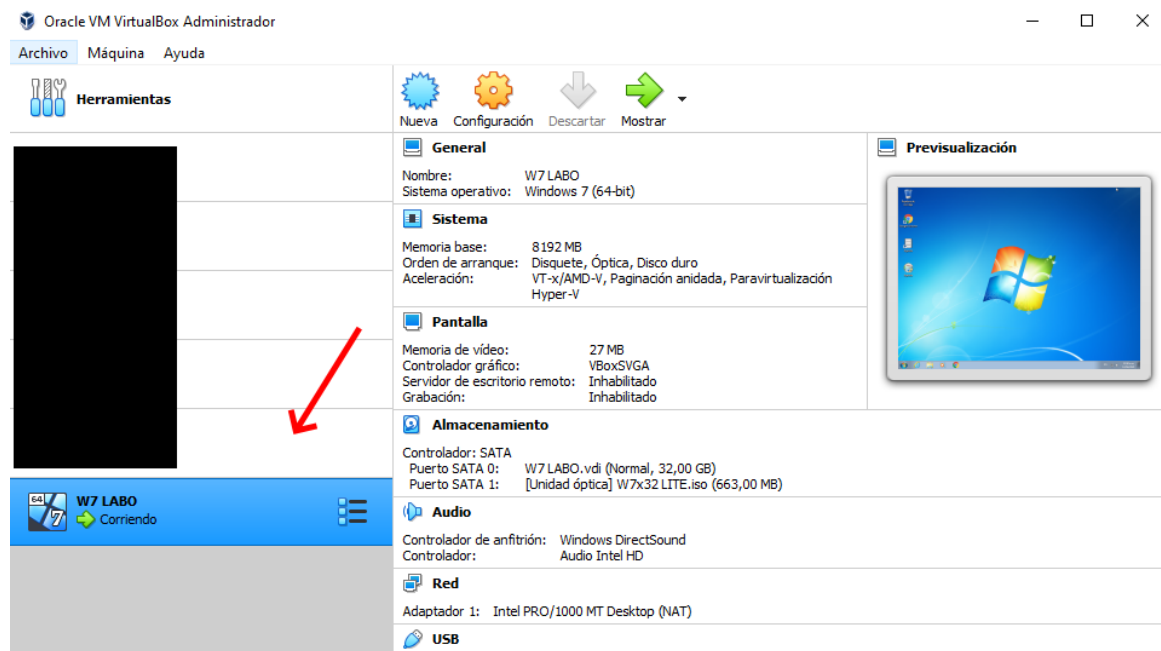 Oracle VM VirtualBox Administrador
Archivo Máquina Ayuda
Herramientas
Nueva Configuración Descartar Mostrar
General
Nombre: W7 LABO
Sistema operativo: Windows 7 (64-bit)
Previsualización
Sistema
Memoria base: 8192 MB
Orden de arranque: Disquete, Óptica, Disco duro
Aceleración: VT-x/AMD-V, Paginación anidada, Paravirtualización
Hyper-V
Pantalla
Memoria de vídeo: 27 MB
Controlador gráfico: VBoxSVGA
Servidor de escritorio remoto: Inhabilitado
Grabación: Inhabilitado
Almacenamiento
Controlador: SATA
Puerto SATA 0: W7 LABO.vdi (Normal, 32,00 GB)
Puerto SATA 1: [Unidad óptica] W7x32 LITE.iso (663,00 MB)
64 7 W7 LABO
Corriendo
Audio
Controlador de anfitrión: Windows DirectSound
Controlador: Audio Intel HD
Red
Adaptador 1: Intel PRO/1000 MT Desktop (NAT)
USB